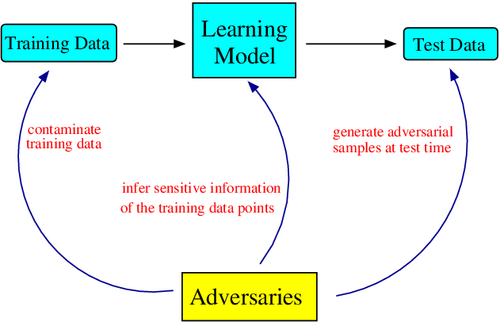 Training Data
Learning
Model
Test Data
contaminate
training data
generate adversarial
samples at test time
infer sensitive information
of the training data points
Adversaries